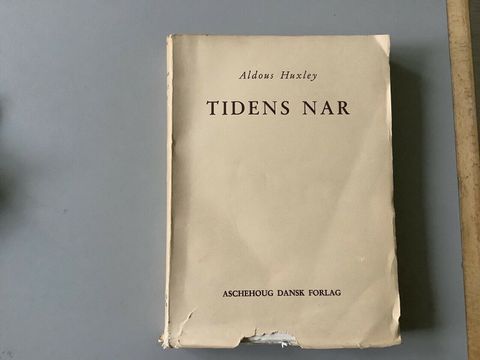 Aldous Huxley
TIDENS NAR
ASCHEHOUG DANSK FORLAG